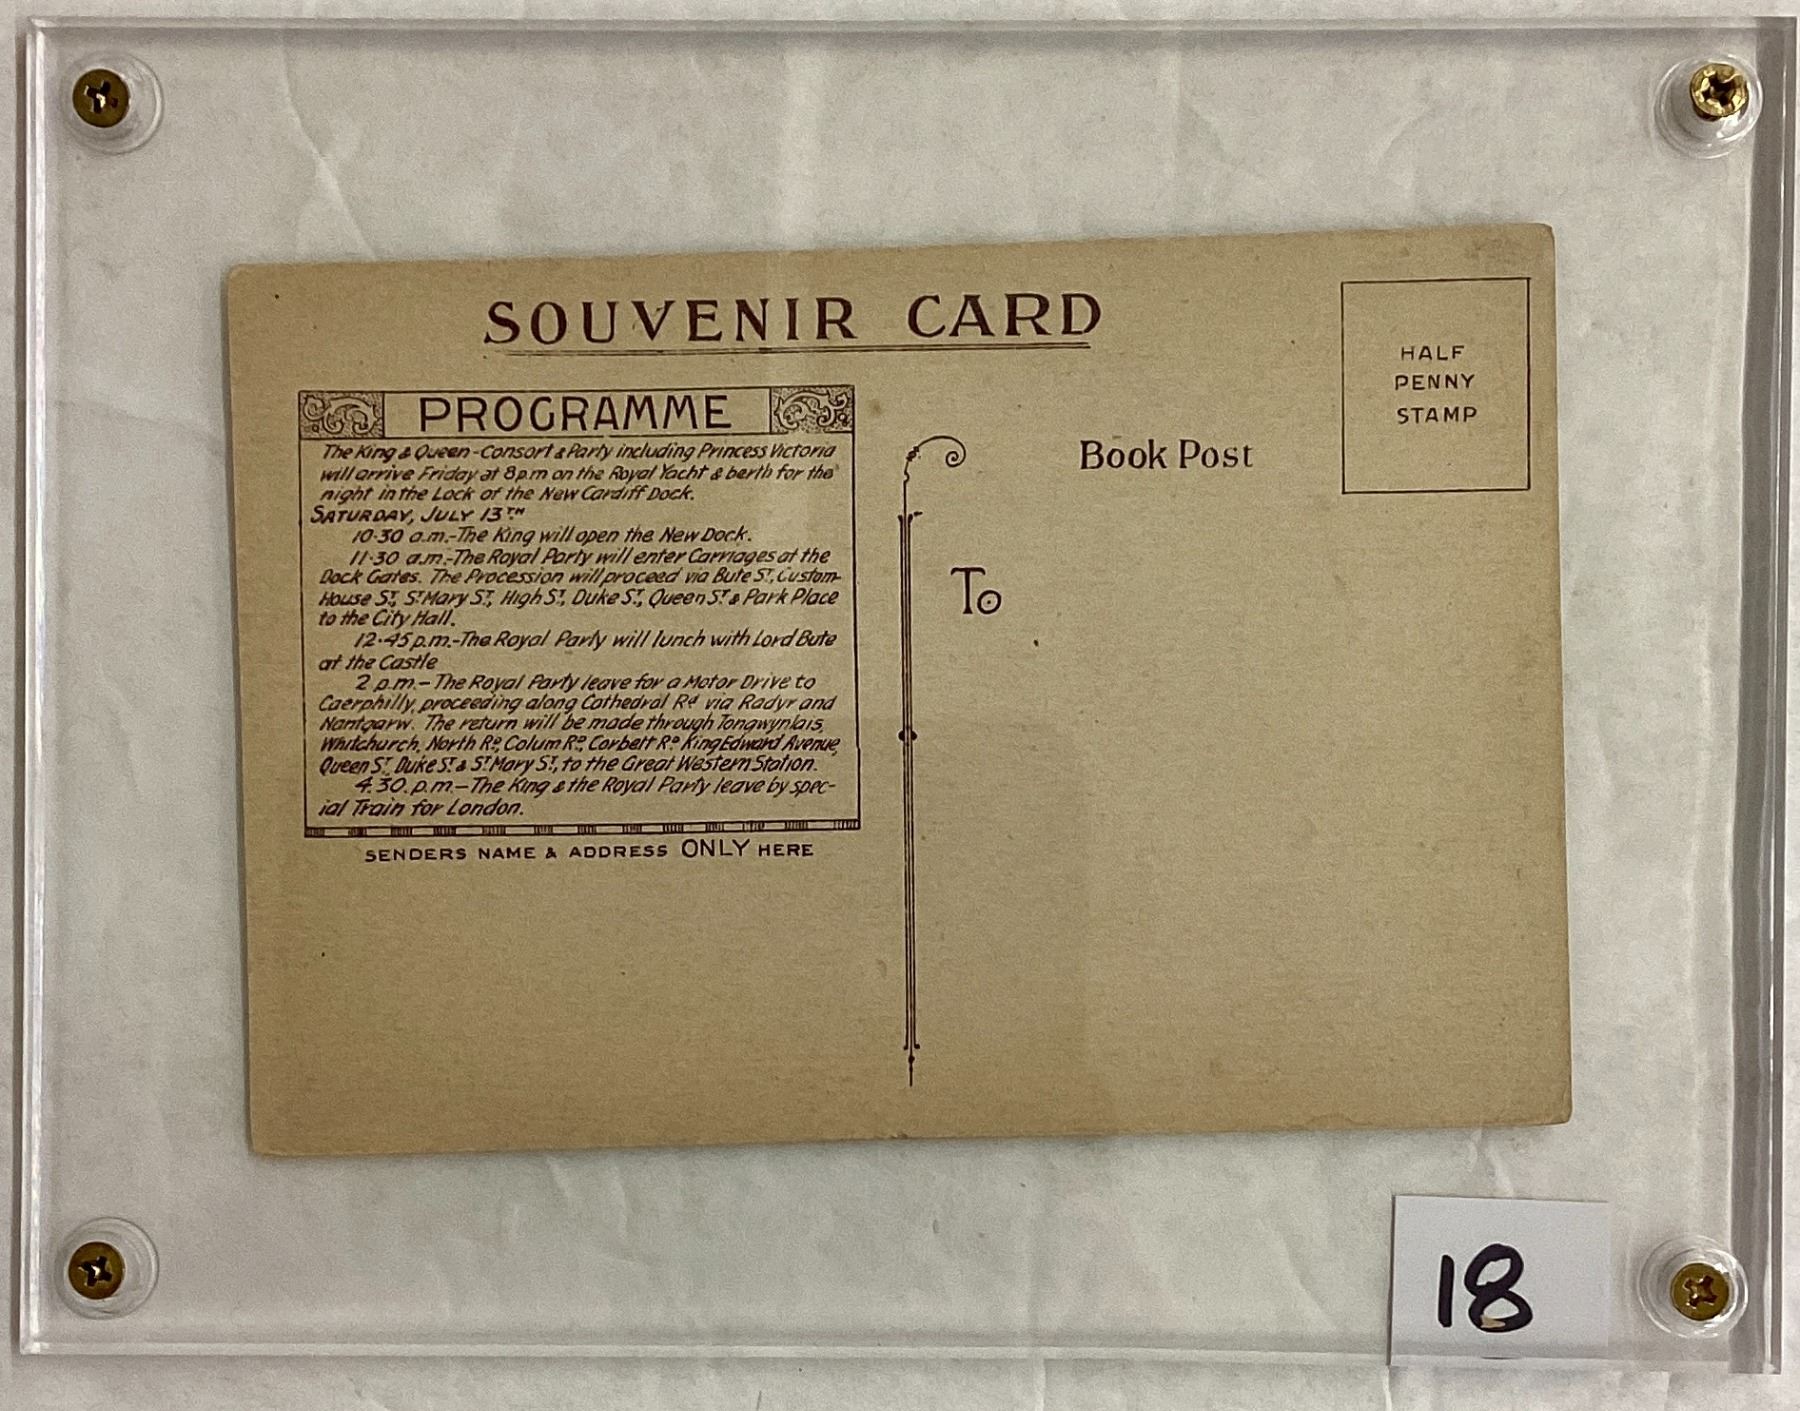 SOUVENIR CARD
HALF
PENNY
STAMP
PROGRAMME
The King & Queen-Consort & Party including Princess Victoria
will arrive Friday at 8 p.m on the Royal Yacht & berth for the
night in the Lock of the New Cardiff Dock.
SATURDAY, JULY 13TH
10·30 a.m.-The King will open the New Dock.
11·30 a.m.-The Royal Party will enter Carriages at the
Dock Gates. The Procession will proceed via Bute ST, Custom-
House ST, ST Mary ST, High ST, Duke ST, Queen ST & Park Place
to the City Hall.
12·45 p.m.-The Royal Party will lunch with Lord Bute
at the Castle
2 p.m.-The Royal Party leave for a Motor Drive to
Caerphilly, proceeding along Cathedral Rd via Radyr and
Nantgarw. The return will be made through Tongwynlais,
Whitchurch, North RD, Colum RD, Corbett RD King Edward Avenue,
Queen ST Duke ST & ST Mary ST, to the Great Western Station.
4.30. p.m.-The King & the Royal Party leave by spec-
ial Train for London.
SENDERS NAME & ADDRESS ONLY HERE
Book Post
To
18